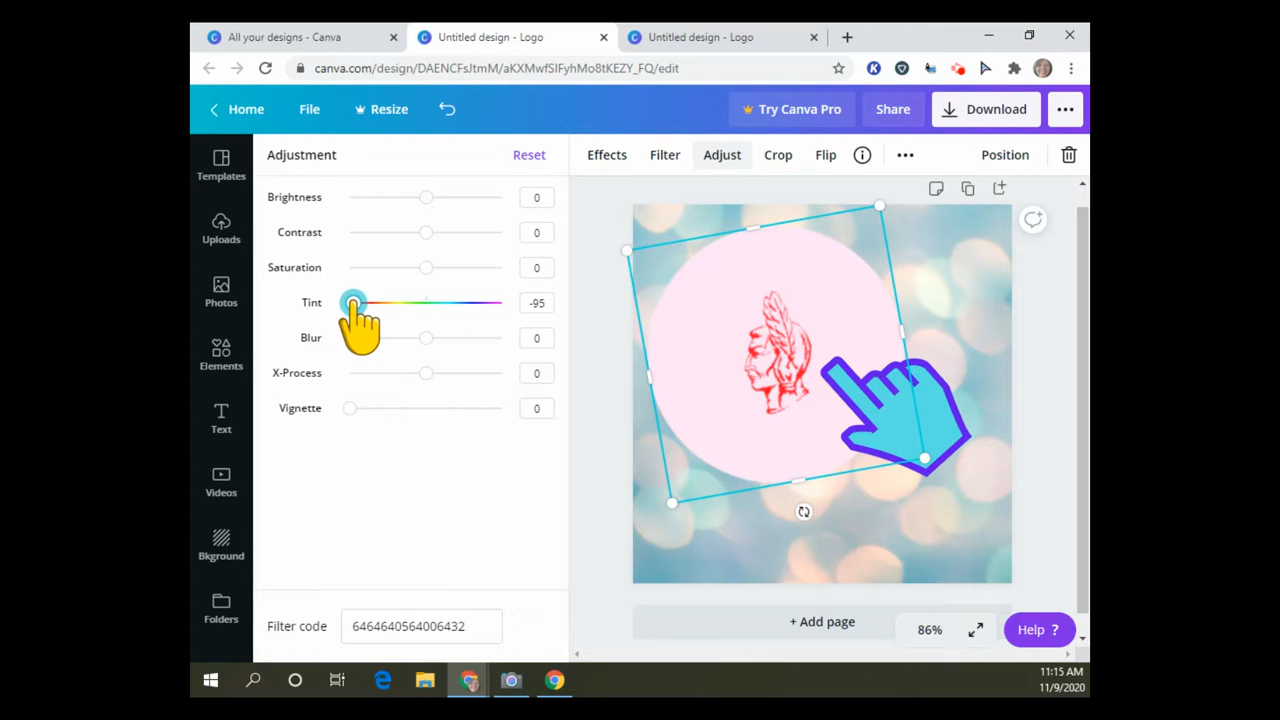 All your designs - Canva
Untitled design - Logo
Untitled design - Logo
canva.com/design/DAENCFsJtmM/aKXMwfSlFyhMo8tKEZY_FQ/edit
Home File Resize Try Canva Pro Share Download
Adjustment Reset
Effects Filter Adjust Crop Flip Position
Templates
Uploads
Photos
Elements
Text
Videos
Bkground
Folders
Brightness 0
Contrast 0
Saturation 0
Tint -95
Blur 0
X-Process 0
Vignette 0
Filter code 6464640564006432
+ Add page
86%
Help ?
11:15 AM
11/9/2020